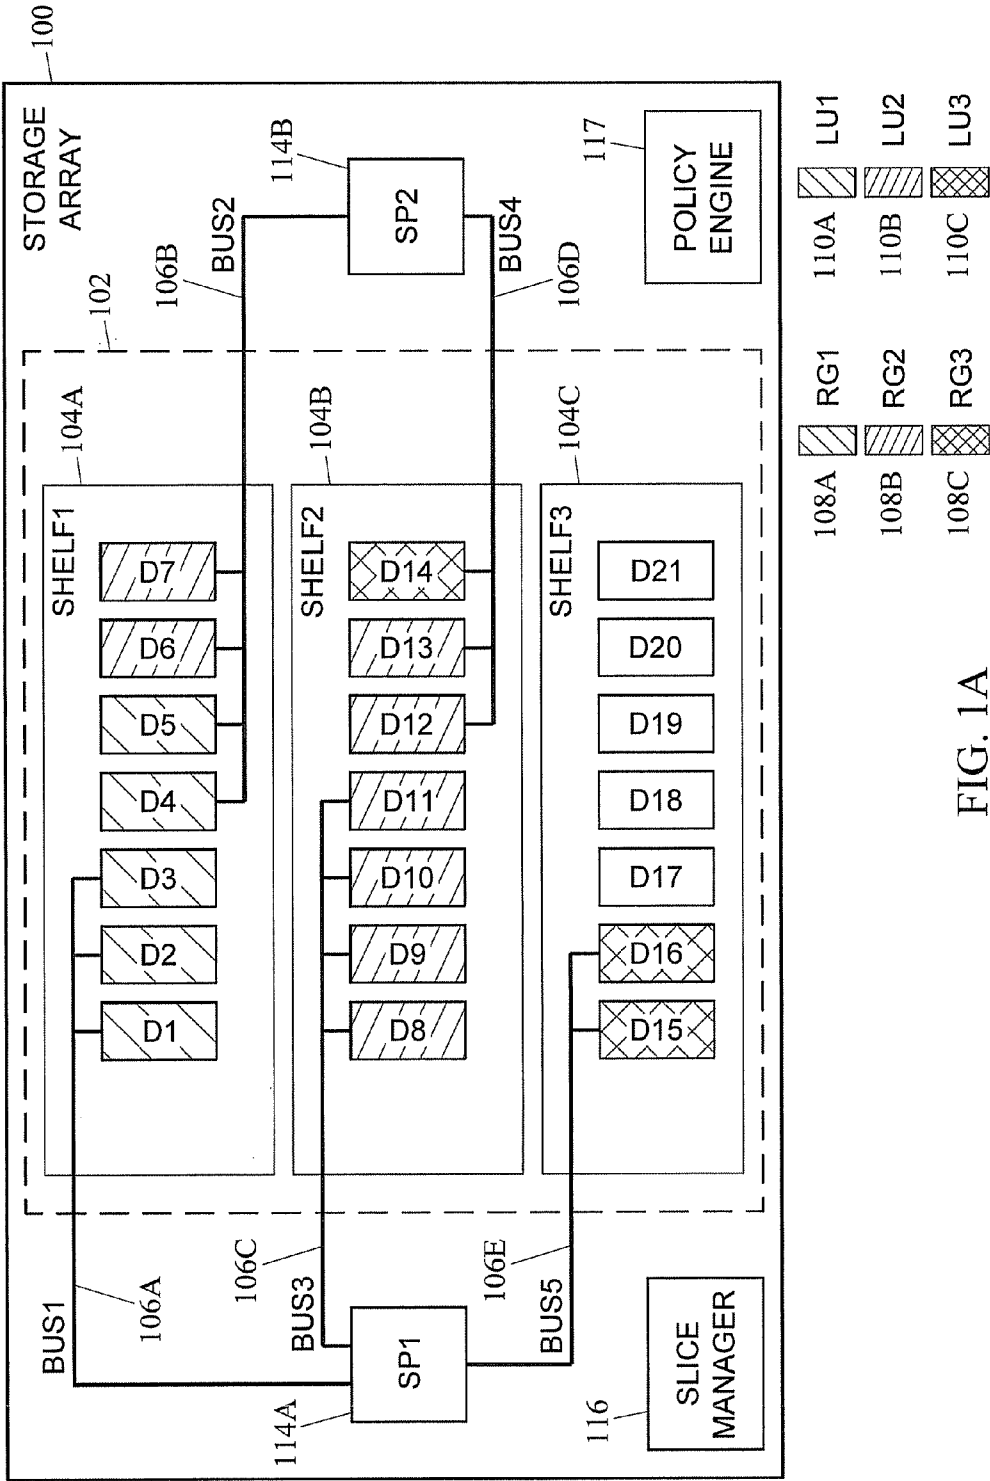 100
STORAGE
ARRAY
102
104A
SHELF1
D1
D2
D3
D4
D5
D6
D7
BUS1
106A
BUS2
106B
104B
SHELF2
D8
D9
D10
D11
D12
D13
D14
BUS3
106C
BUS4
106D
104C
SHELF3
D15
D16
D17
D18
D19
D20
D21
BUS5
106E
114A
SP1
114B
SP2
116
SLICE
MANAGER
117
POLICY
ENGINE
108A RG1 110A LU1
108B RG2 110B LU2
108C RG3 110C LU3
FIG. 1A